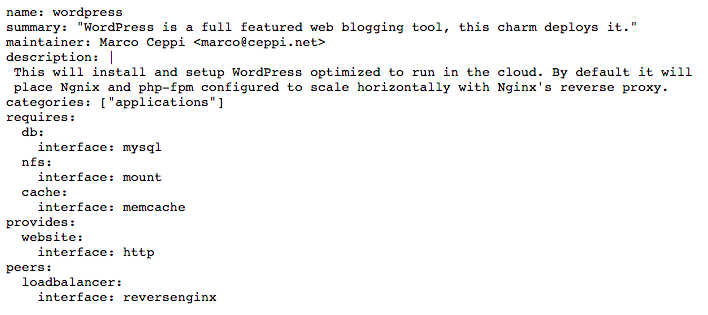 name: wordpress
summary: "WordPress is a full featured web blogging tool, this charm deploys it."
maintainer: Marco Ceppi <marco@ceppi.net>
description: |
 This will install and setup WordPress optimized to run in the cloud. By default it will
 place Ngnix and php-fpm configured to scale horizontally with Nginx's reverse proxy.
categories: ["applications"]
requires:
  db:
    interface: mysql
  nfs:
    interface: mount
  cache:
    interface: memcache
provides:
  website:
    interface: http
peers:
  loadbalancer:
    interface: reversenginx